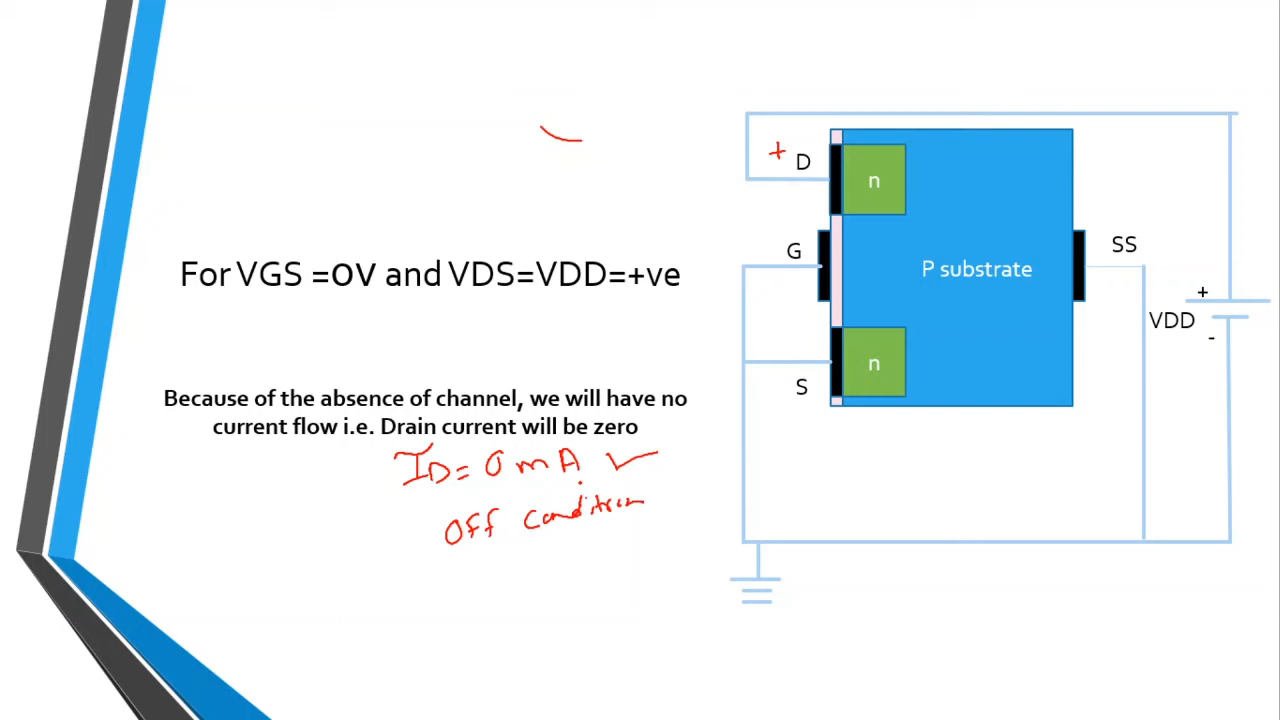 For VGS =0V and VDS=VDD=+ve
Because of the absence of channel, we will have no
current flow i.e. Drain current will be zero
ID= 0 mA ✓
Off condition
+ D
n
G
SS
P substrate
+
VDD
-
n
S